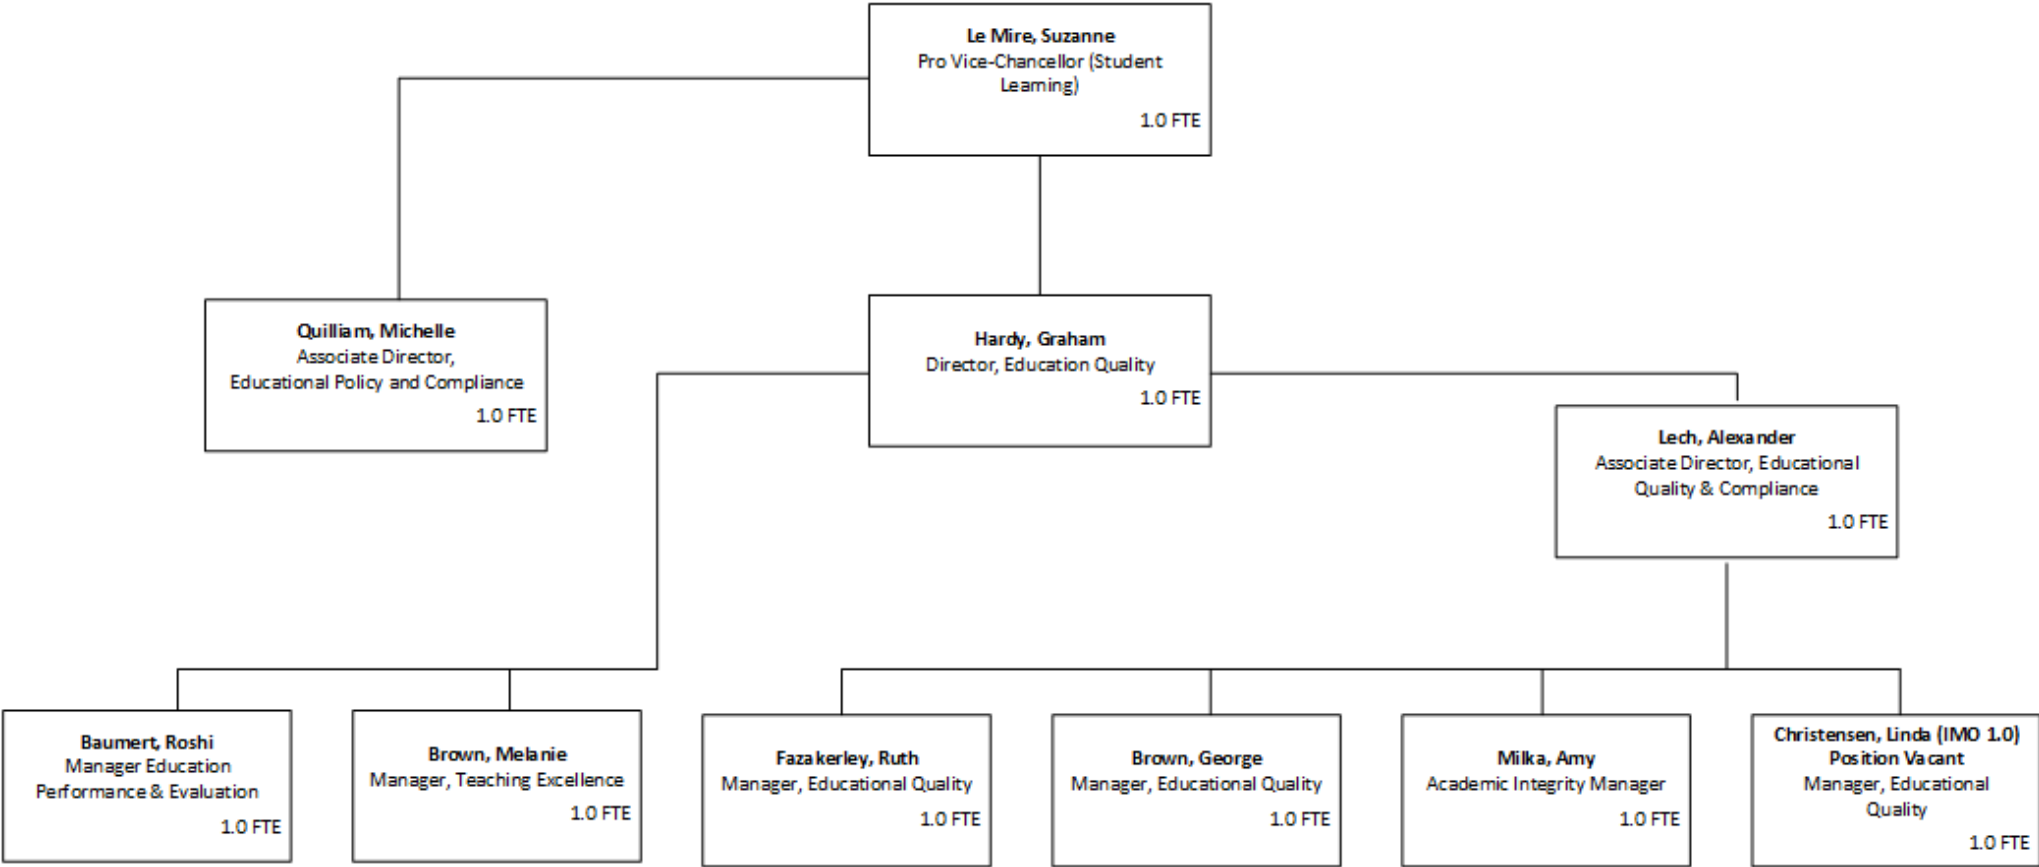 Le Mire, Suzanne
Pro Vice-Chancellor (Student
Learning)
1.0 FTE
Quilliam, Michelle
Associate Director,
Educational Policy and Compliance
1.0 FTE
Hardy, Graham
Director, Education Quality
1.0 FTE
Lech, Alexander
Associate Director, Educational
Quality & Compliance
1.0 FTE
Baumert, Roshi
Manager Education
Performance & Evaluation
1.0 FTE
Brown, Melanie
Manager, Teaching Excellence
1.0 FTE
Fazakerley, Ruth
Manager, Educational Quality
1.0 FTE
Brown, George
Manager, Educational Quality
1.0 FTE
Milka, Amy
Academic Integrity Manager
1.0 FTE
Christensen, Linda (IMO 1.0)
Position Vacant
Manager, Educational
Quality
1.0 FTE